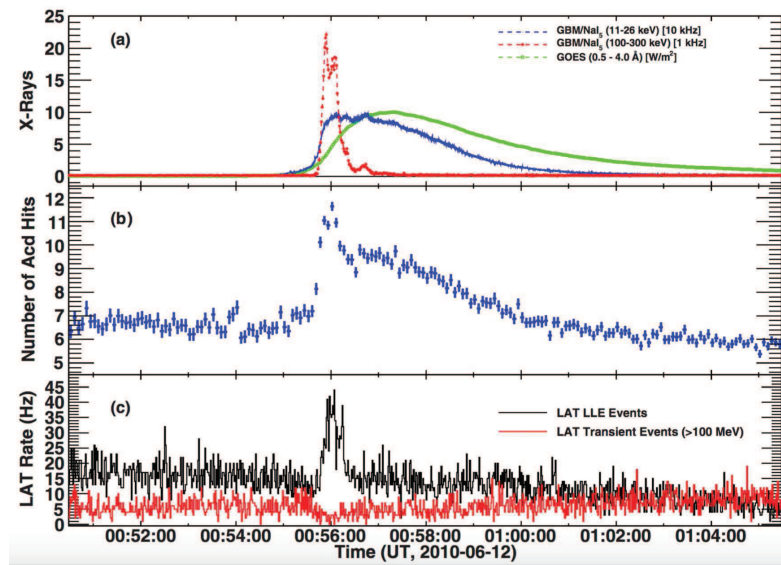 (a)
GBM/NaI5 (11-26 keV) [10 kHz]
GBM/NaI5 (100-300 keV) [1 kHz]
GOES (0.5 - 4.0 Å) [W/m²]
X-Rays
25
20
15
10
5
0
(b)
Number of Acd Hits
12
11
10
9
8
7
6
5
(c)
LAT LLE Events
LAT Transient Events (>100 MeV)
LAT Rate (Hz)
45
40
35
30
25
20
15
10
5
0
00:52:00 00:54:00 00:56:00 00:58:00 01:00:00 01:02:00 01:04:00
Time (UT, 2010-06-12)